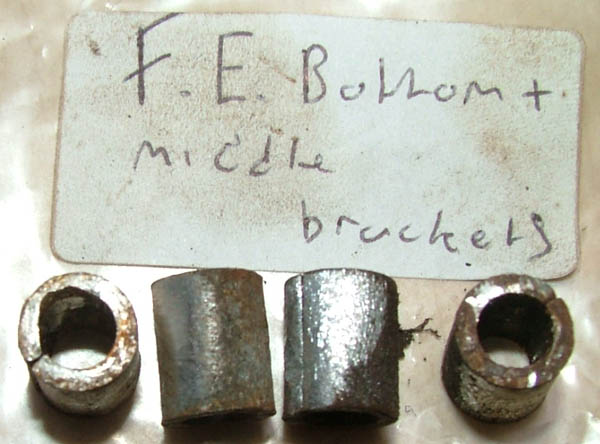 F. E. Bottom +
middle
brackets